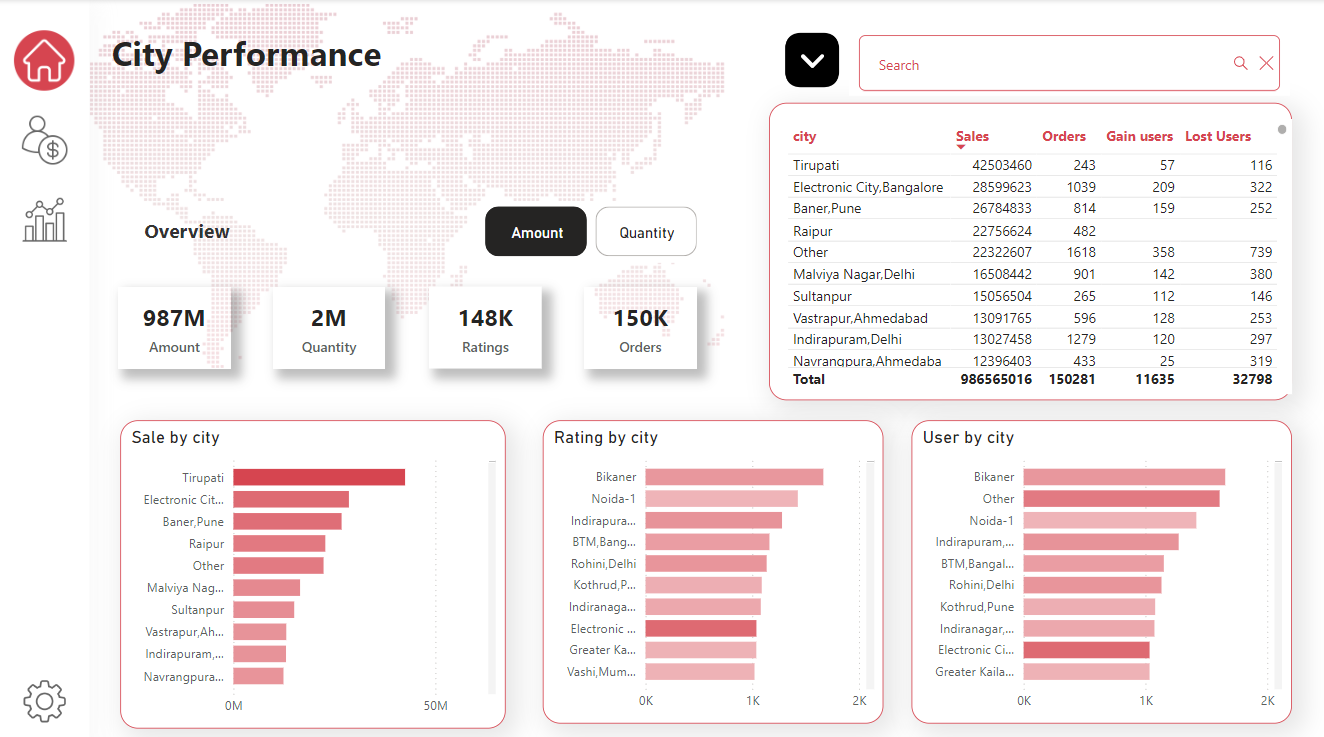 City Performance
Search
Overview
Amount
Quantity
987M
Amount
2M
Quantity
148K
Ratings
150K
Orders
city Sales Orders Gain users Lost Users
Tirupati 42503460 243 57 116
Electronic City,Bangalore 28599623 1039 209 322
Baner,Pune 26784833 814 159 252
Raipur 22756624 482
Other 22322607 1618 358 739
Malviya Nagar,Delhi 16508442 901 142 380
Sultanpur 15056504 265 112 146
Vastrapur,Ahmedabad 13091765 596 128 253
Indirapuram,Delhi 13027458 1279 120 297
Navrangpura,Ahmedaba 12396403 433 25 319
Total 986565016 150281 11635 32798
Sale by city
Tirupati
Electronic Cit...
Baner,Pune
Raipur
Other
Malviya Nag...
Sultanpur
Vastrapur,Ah...
Indirapuram,...
Navrangpura...
0M 50M
Rating by city
Bikaner
Noida-1
Indirapura...
BTM,Bang...
Rohini,Delhi
Kothrud,P...
Indiranaga...
Electronic ...
Greater Ka...
Vashi,Mum...
0K 1K 2K
User by city
Bikaner
Other
Noida-1
Indirapuram,...
BTM,Bangal...
Rohini,Delhi
Kothrud,Pune
Indiranagar,...
Electronic Ci...
Greater Kaila...
0K 1K 2K